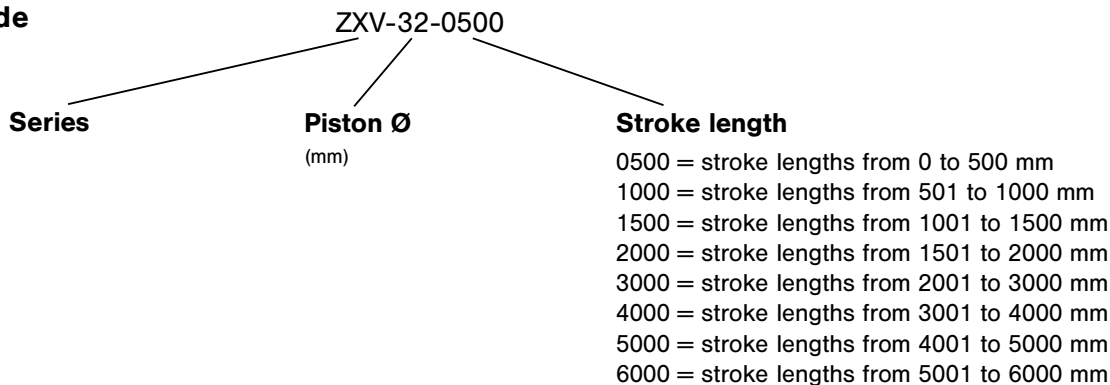 de
ZXV-32-0500
Series
Piston Ø
(mm)
Stroke length
0500 = stroke lengths from 0 to 500 mm
1000 = stroke lengths from 501 to 1000 mm
1500 = stroke lengths from 1001 to 1500 mm
2000 = stroke lengths from 1501 to 2000 mm
3000 = stroke lengths from 2001 to 3000 mm
4000 = stroke lengths from 3001 to 4000 mm
5000 = stroke lengths from 4001 to 5000 mm
6000 = stroke lengths from 5001 to 6000 mm